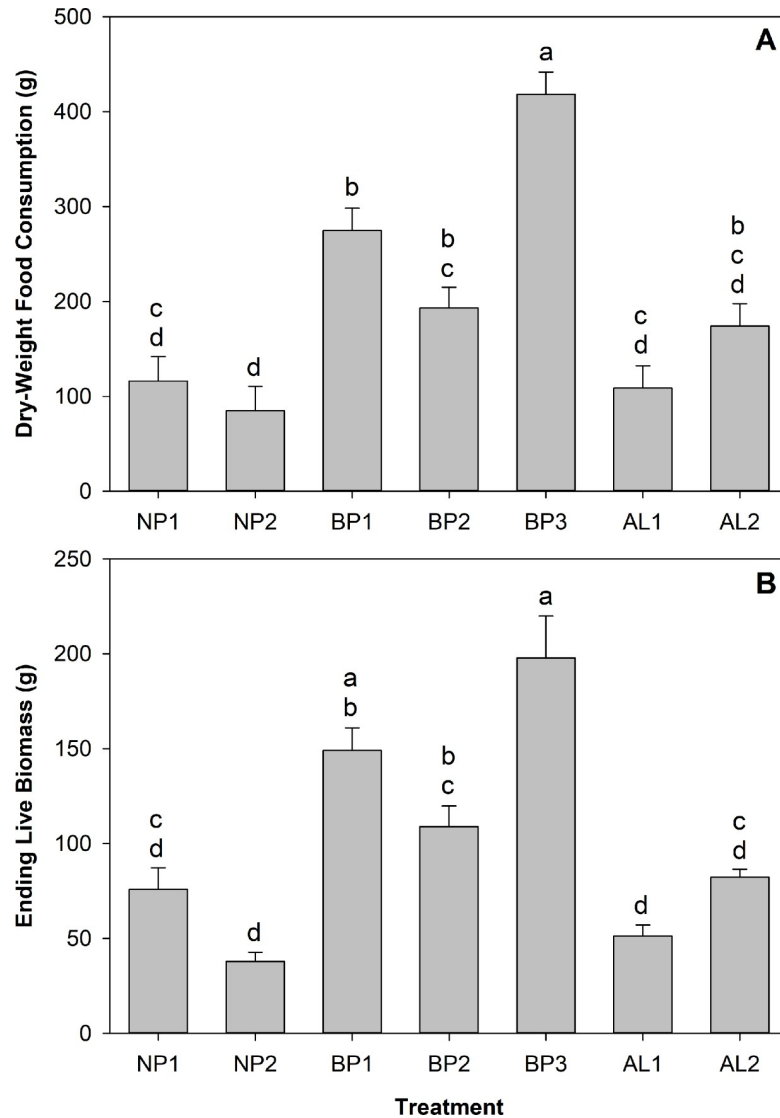 A
Dry-Weight Food Consumption (g)
500
400
300
200
100
0
c
d
d
b
b
c
a
c
d
b
c
d
NP1 NP2 BP1 BP2 BP3 AL1 AL2
B
Ending Live Biomass (g)
250
200
150
100
50
0
c
d
d
a
b
b
c
a
d
c
d
NP1 NP2 BP1 BP2 BP3 AL1 AL2
Treatment